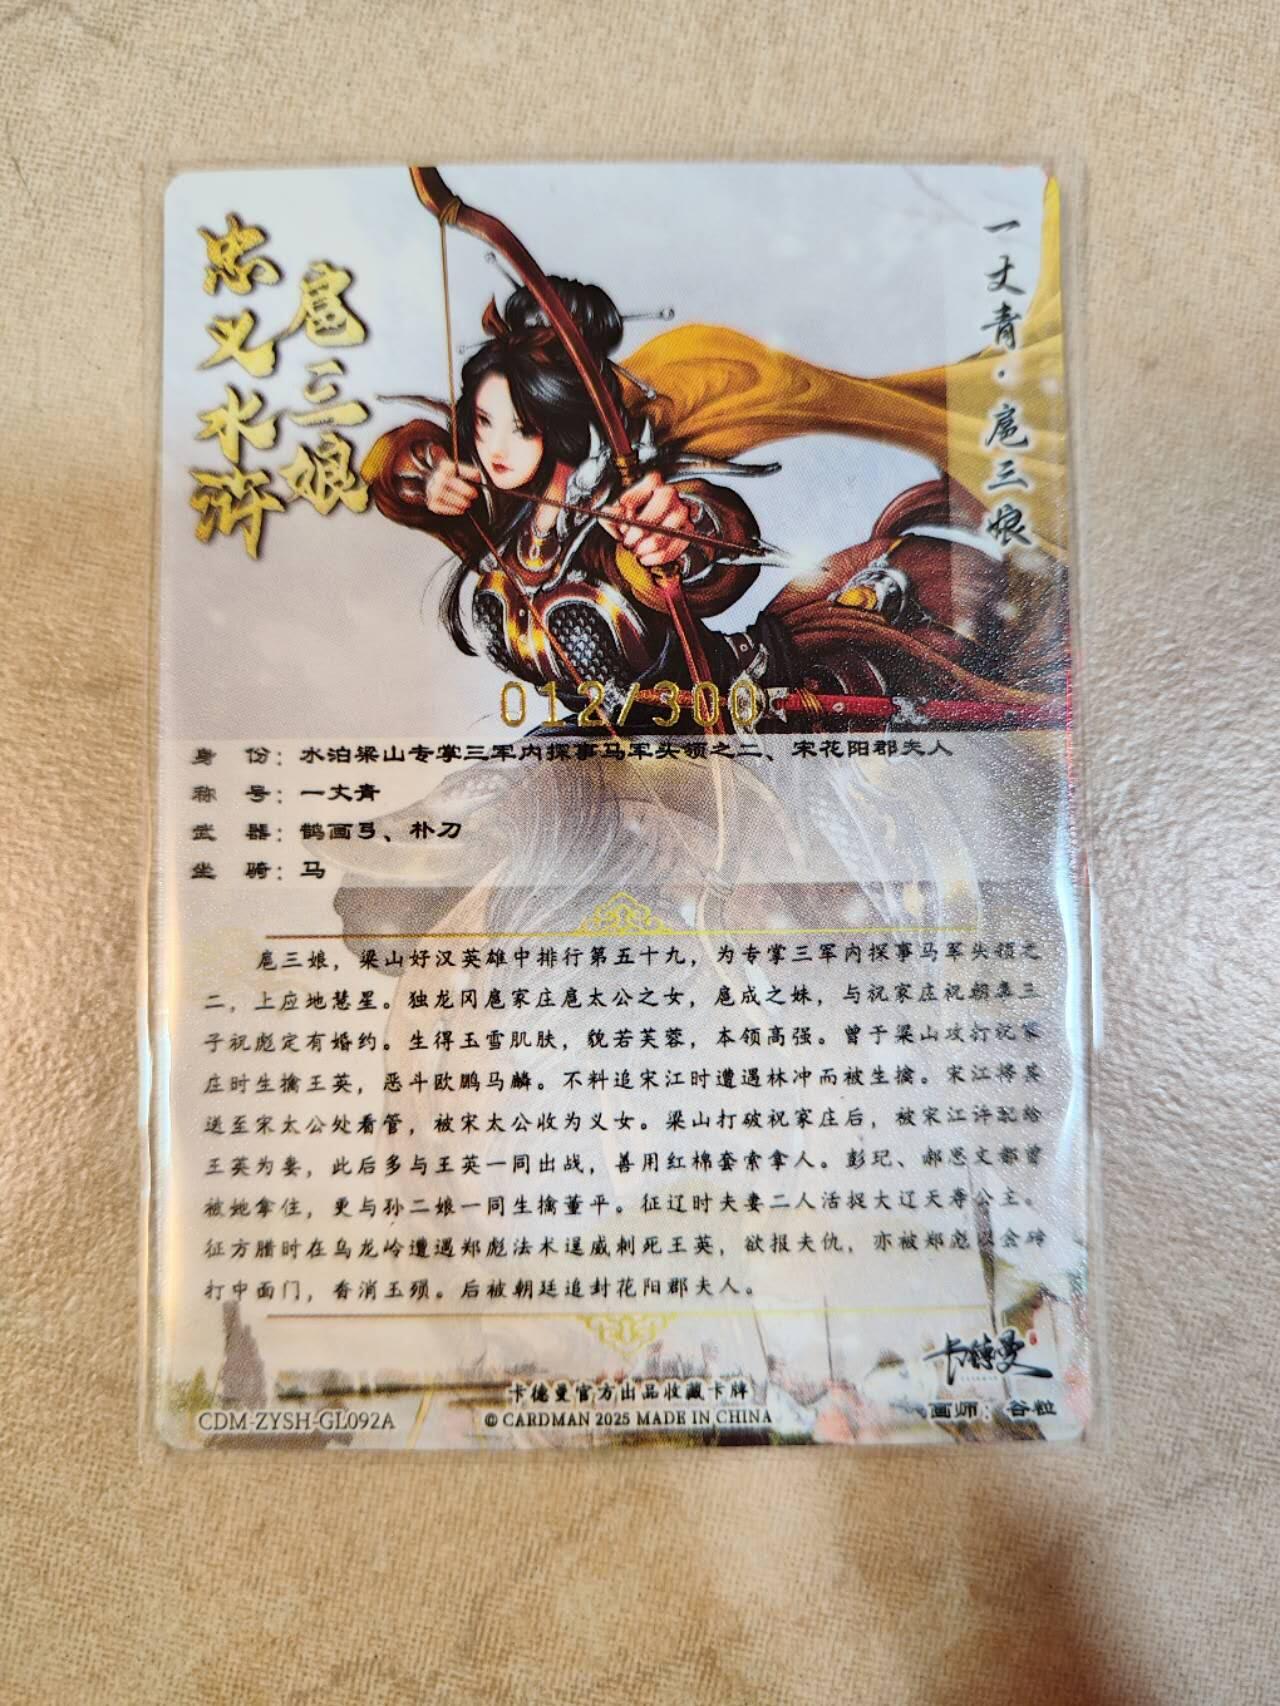 忠义水浒
扈三娘
一丈青·扈三娘
012/300
身 份：水泊梁山专掌三军内探事马军头领之二、宋花阳郡夫人
称 号：一丈青
武 器：鹊画弓、朴刀
坐 骑：马
扈三娘，梁山好汉英雄中排行第五十九，为专掌三军内探事马军头领之
二，上应地慧星。独龙冈扈家庄扈太公之女，扈成之妹，与祝家庄祝朝奉三
子祝彪定有婚约。生得玉雪肌肤，貌若芙蓉，本领高强。曾于梁山攻打祝家
庄时生擒王英，恶斗欧鹏马麟。不料追宋江时遭遇林冲而被生擒。宋江将其
送至宋太公处看管，被宋太公收为义女。梁山打破祝家庄后，被宋江许配给
王英为妻，此后多与王英一同出战，善用红棉套索拿人。彭玘、郝思文都曾
被她拿住，更与孙二娘一同生擒董平。征辽时夫妻二人活捉大辽天寿公主。
征方腊时在乌龙岭遭遇郑彪法术逞威刺死王英，欲报夫仇，亦被郑彪金砖
打中面门，香消玉殒。后被朝廷追封花阳郡夫人。
卡德曼
卡德曼官方出品收藏卡牌
CDM-ZYSH-GL092A
© CARDMAN 2025 MADE IN CHINA
画师：谷粒